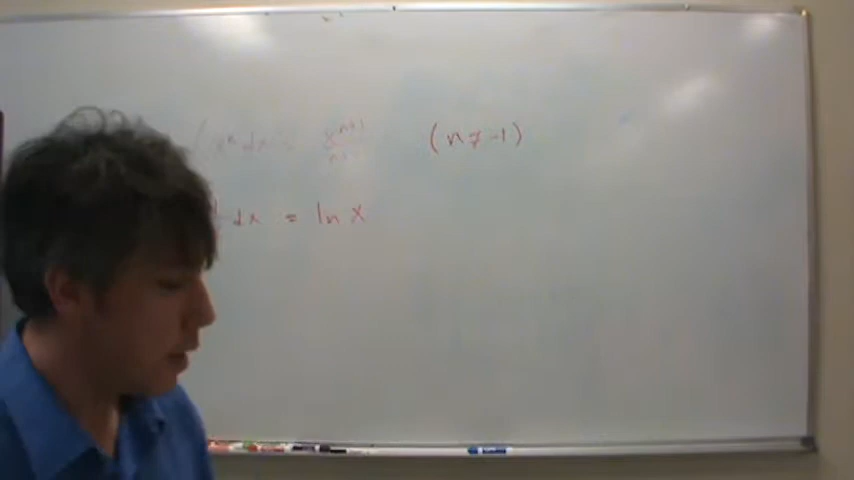 ∫ xⁿ dx = xⁿ⁺¹/n+1 (n ≠ -1)
dx = ln x